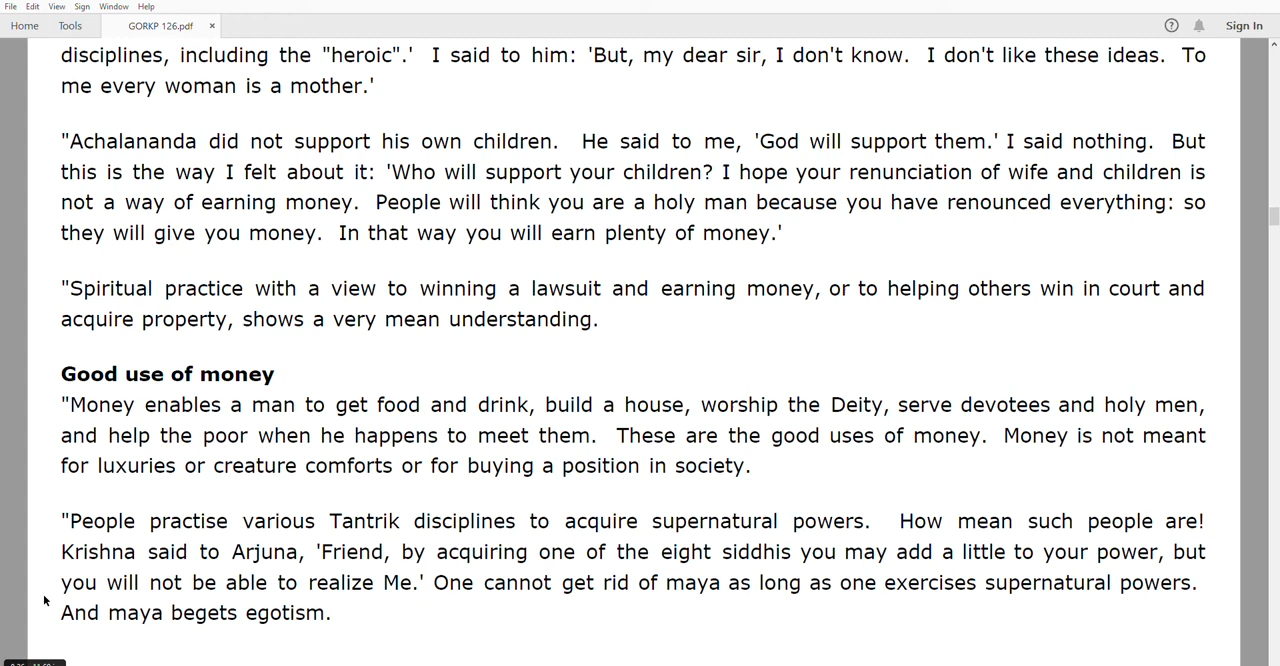 File Edit View Sign Window Help
Home Tools GORKP 126.pdf × ? Sign In
disciplines, including the "heroic".' I said to him: 'But, my dear sir, I don't know. I don't like these ideas. To
me every woman is a mother.'
"Achalananda did not support his own children. He said to me, 'God will support them.' I said nothing. But
this is the way I felt about it: 'Who will support your children? I hope your renunciation of wife and children is
not a way of earning money. People will think you are a holy man because you have renounced everything: so
they will give you money. In that way you will earn plenty of money.'
"Spiritual practice with a view to winning a lawsuit and earning money, or to helping others win in court and
acquire property, shows a very mean understanding.
Good use of money
"Money enables a man to get food and drink, build a house, worship the Deity, serve devotees and holy men,
and help the poor when he happens to meet them. These are the good uses of money. Money is not meant
for luxuries or creature comforts or for buying a position in society.
"People practise various Tantrik disciplines to acquire supernatural powers. How mean such people are!
Krishna said to Arjuna, 'Friend, by acquiring one of the eight siddhis you may add a little to your power, but
you will not be able to realize Me.' One cannot get rid of maya as long as one exercises supernatural powers.
And maya begets egotism.